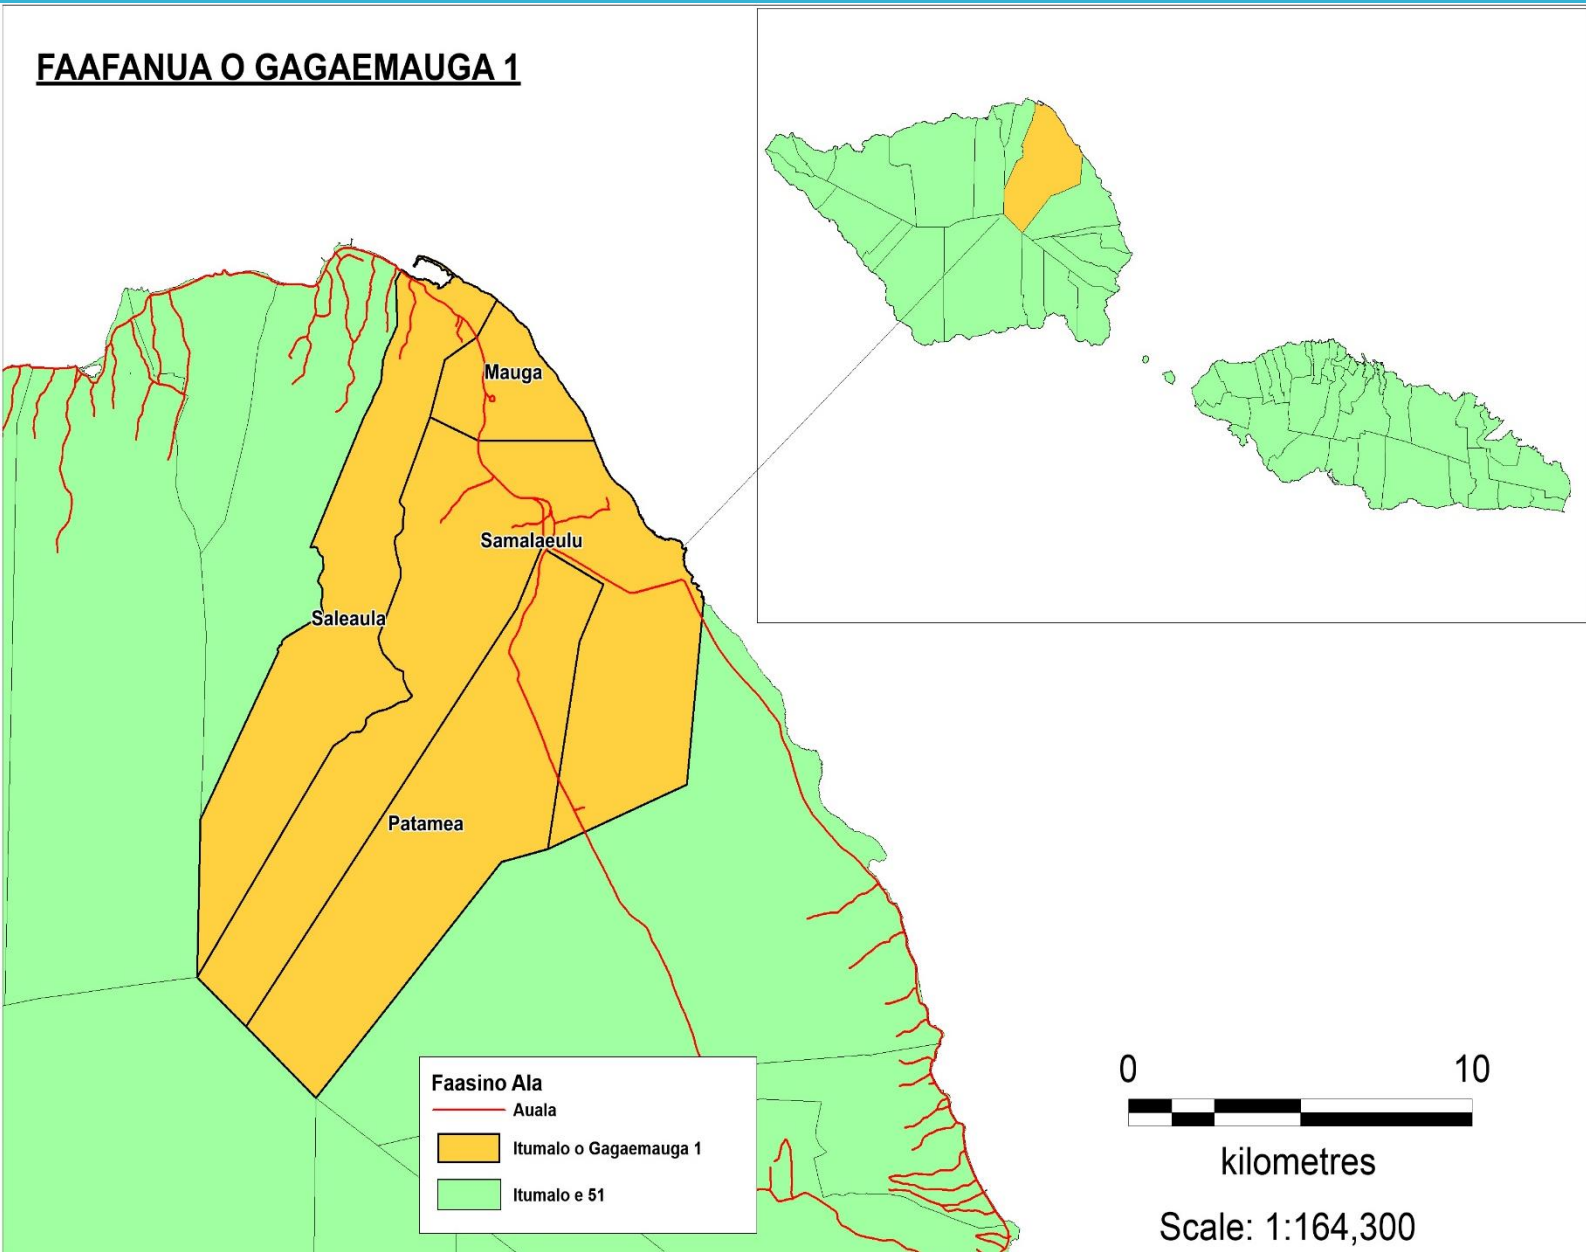 FAAFANUA O GAGAEMAUGA 1
Mauga
Samalaeulu
Saleaula
Patamea
Faasino Ala
Auala
Itumalo o Gagaemauga 1
Itumalo e 51
0 10
kilometres
Scale: 1:164,300